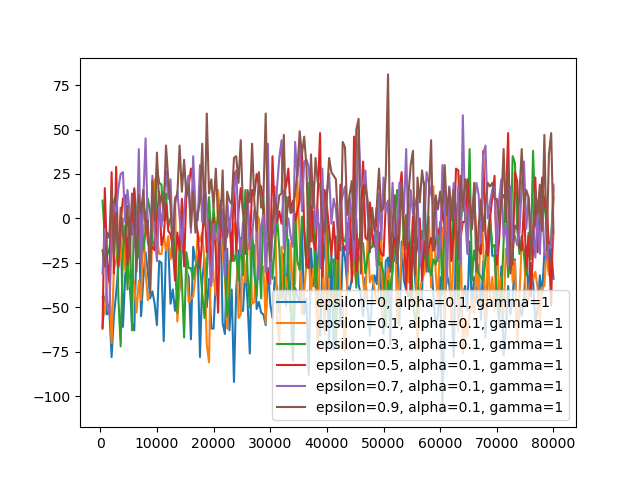 75
50
25
0
−25
−50
−75
−100
0 10000 20000 30000 40000 50000 60000 70000 80000
epsilon=0, alpha=0.1, gamma=1
epsilon=0.1, alpha=0.1, gamma=1
epsilon=0.3, alpha=0.1, gamma=1
epsilon=0.5, alpha=0.1, gamma=1
epsilon=0.7, alpha=0.1, gamma=1
epsilon=0.9, alpha=0.1, gamma=1